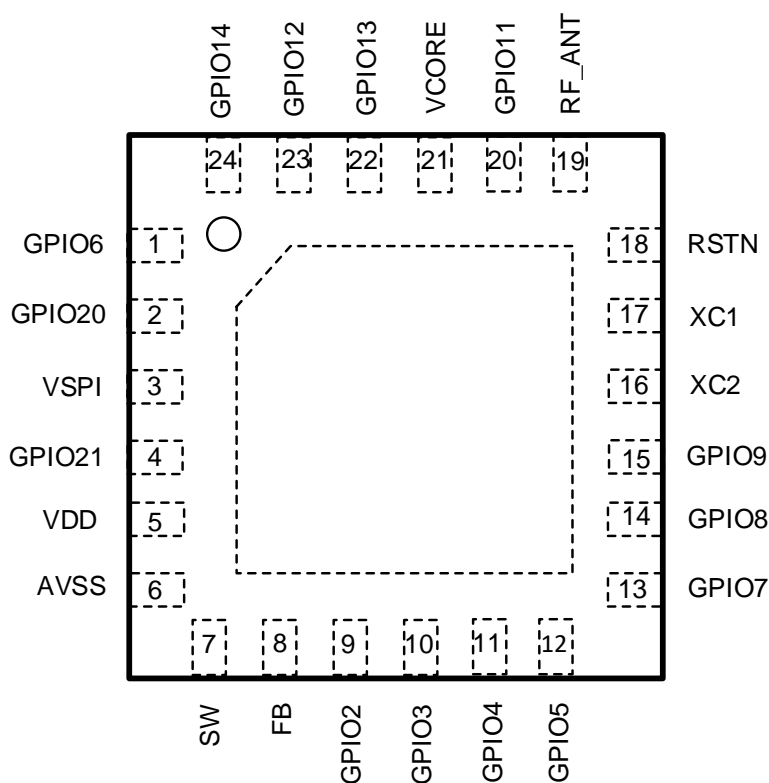 GPIO14
GPIO12
GPIO13
VCORE
GPIO11
RF_ANT
24
23
22
21
20
19
GPIO6
1
18
RSTN
GPIO20
2
17
XC1
VSPI
3
16
XC2
GPIO21
4
15
GPIO9
VDD
5
14
GPIO8
AVSS
6
13
GPIO7
7
8
9
10
11
12
SW
FB
GPIO2
GPIO3
GPIO4
GPIO5